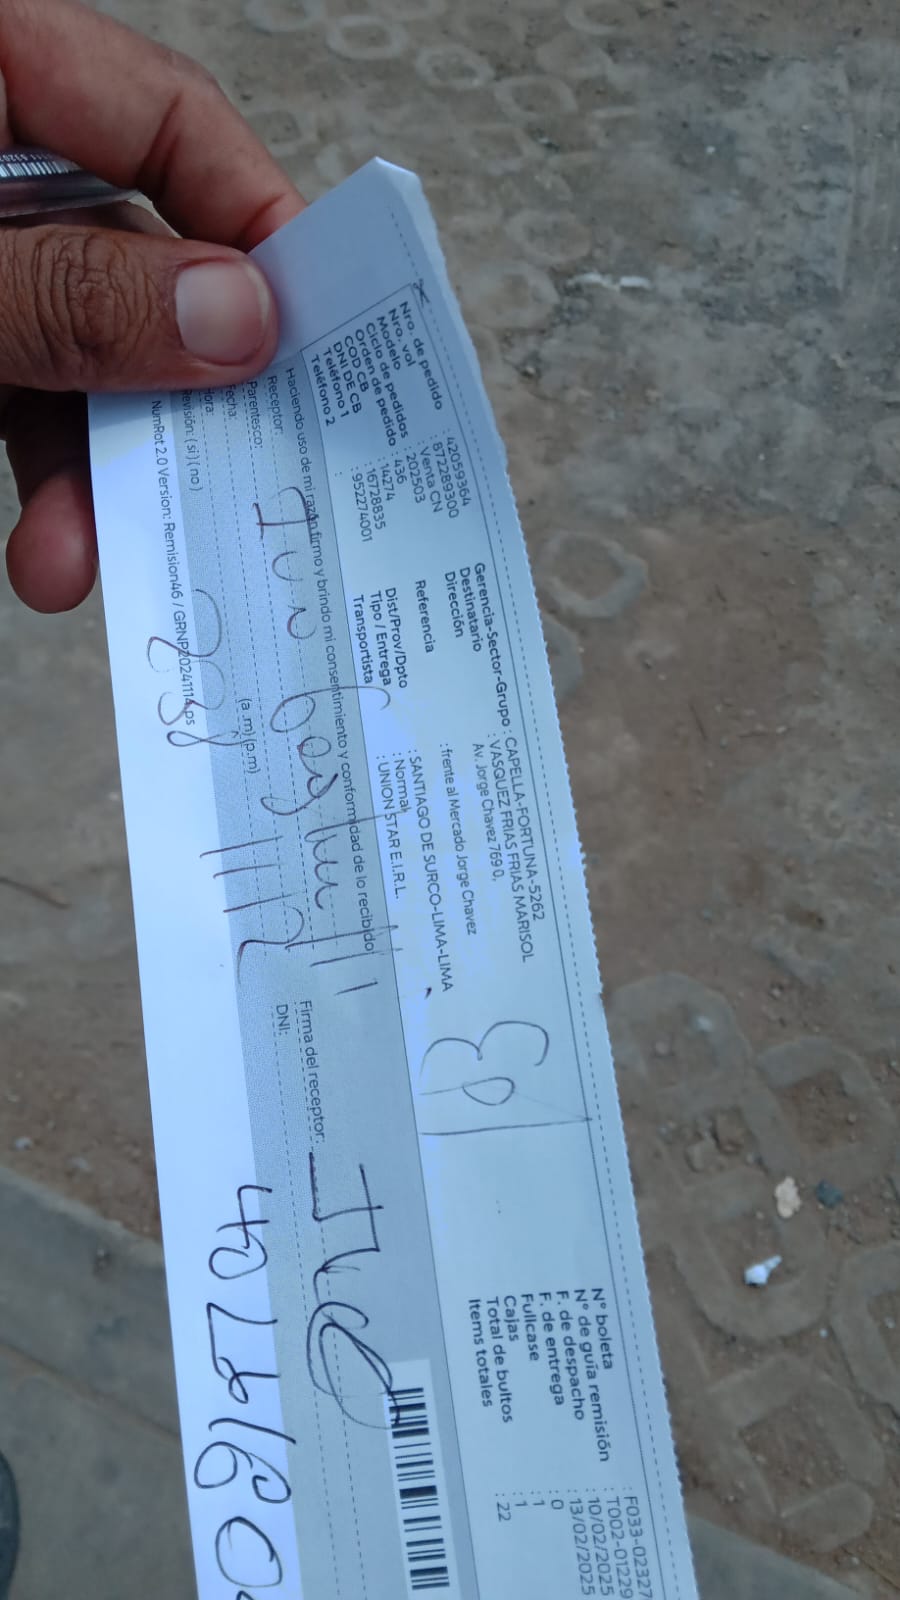 Nro. de pedido : 42059364
Nro. vol : 872289300
Modelo : Venta CN
Ciclo de pedidos : 202503
Orden de pedido : 436
COD CB : 14274
DNI DE CB : 16728835
Teléfono 1 : 952274001
Teléfono 2 :
Gerencia-Sector-Grupo : CAPELLA-FORTUNA-5262
Destinatario : VASQUEZ FRIAS FRIAS MARISOL
Dirección Av. Jorge Chavez 769 0,
Referencia : frente al Mercado Jorge Chavez
Dist/Prov/Dpto : SANTIAGO DE SURCO-LIMA-LIMA
Tipo / Entrega : Normal
Transportista : UNION STAR E.I.R.L.
N° boleta : F033-02327
N° de guía remisión : T002-01229
F. de despacho : 10/02/2025
F. de entrega : 13/02/2025
Fullcase : 0
Cajas : 1
Total de bultos : 1
Items totales : 22
Haciendo uso de mi razón firmo y brindo mi consentimiento y conformidad de lo recibido
Receptor:
Parentesco:
Fecha:
Hora: (a .m) (p.m)
Revisión: ( si ) ( no )
Firma del receptor:
DNI:
NumRot 2.0 Version: Remision46 / GRNP20241114.ps